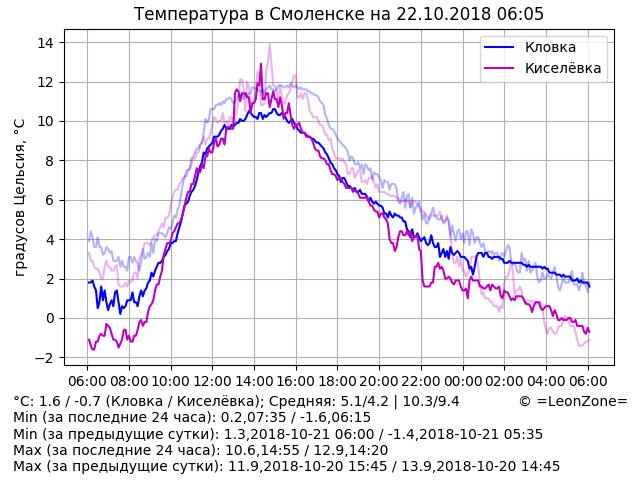 Температура в Смоленске на 22.10.2018 06:05
градусов Цельсия, °C
14
12
10
8
6
4
2
0
−2
Кловка
Киселёвка
06:00 08:00 10:00 12:00 14:00 16:00 18:00 20:00 22:00 00:00 02:00 04:00 06:00
°C: 1.6 / -0.7 (Кловка / Киселёвка); Средняя: 5.1/4.2 | 10.3/9.4 © =LeonZone=
Min (за последние 24 часа): 0.2,07:35 / -1.6,06:15
Min (за предыдущие сутки): 1.3,2018-10-21 06:00 / -1.4,2018-10-21 05:35
Max (за последние 24 часа): 10.6,14:55 / 12.9,14:20
Max (за предыдущие сутки): 11.9,2018-10-20 15:45 / 13.9,2018-10-20 14:45